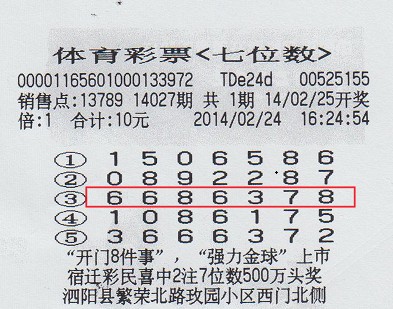 体育彩票<七位数>
00001165601000133972 TDe24d 00525155
销售点:13789 14027期 共 1期 14/02/25开奖
倍:1 合计:10元 2014/02/24 16:24:54
① 1 5 0 6 5 8 6
② 0 8 9 2 2 8 7
③ 6 6 8 6 3 7 8
④ 1 0 8 6 1 7 5
⑤ 3 6 6 6 3 7 2
“开门8件事”, “强力金球”上市
宿迁彩民喜中2注7位数500万头奖
泗阳县繁荣北路玫园小区西门北侧